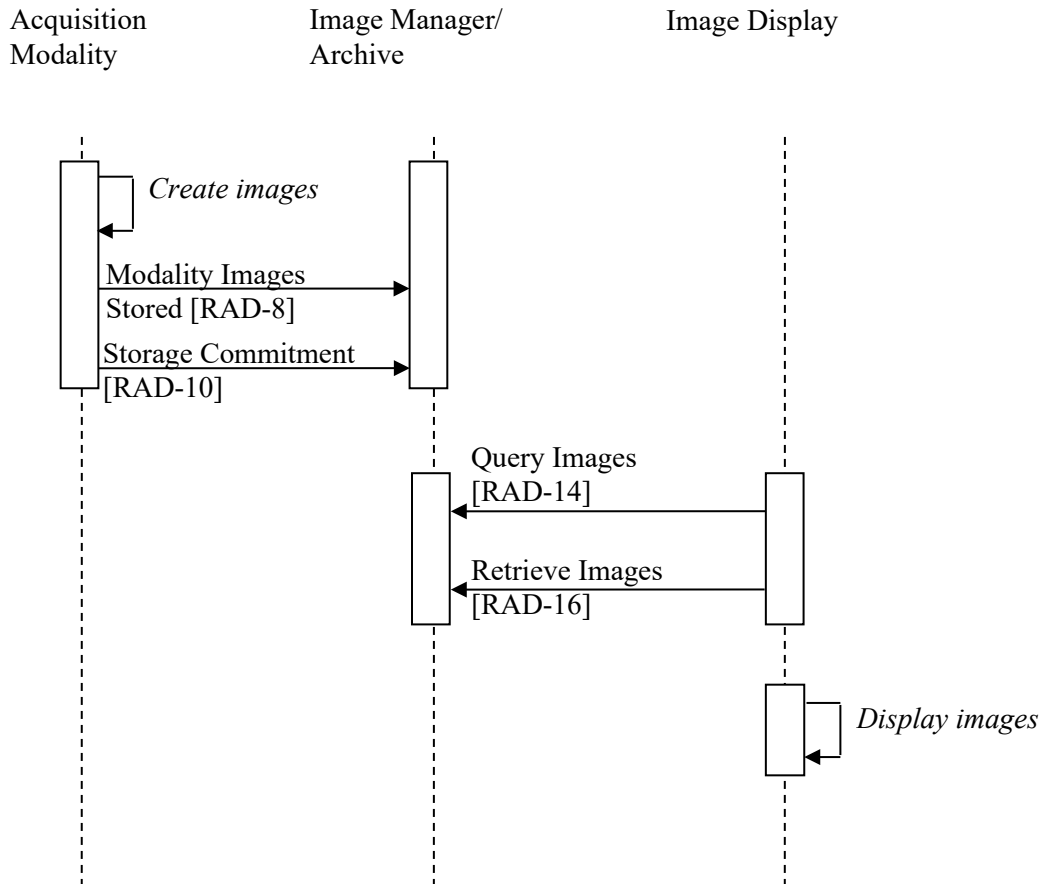 Acquisition
Modality
Image Manager/
Archive
Image Display
Create images
Modality Images
Stored [RAD-8]
Storage Commitment
[RAD-10]
Query Images
[RAD-14]
Retrieve Images
[RAD-16]
Display images